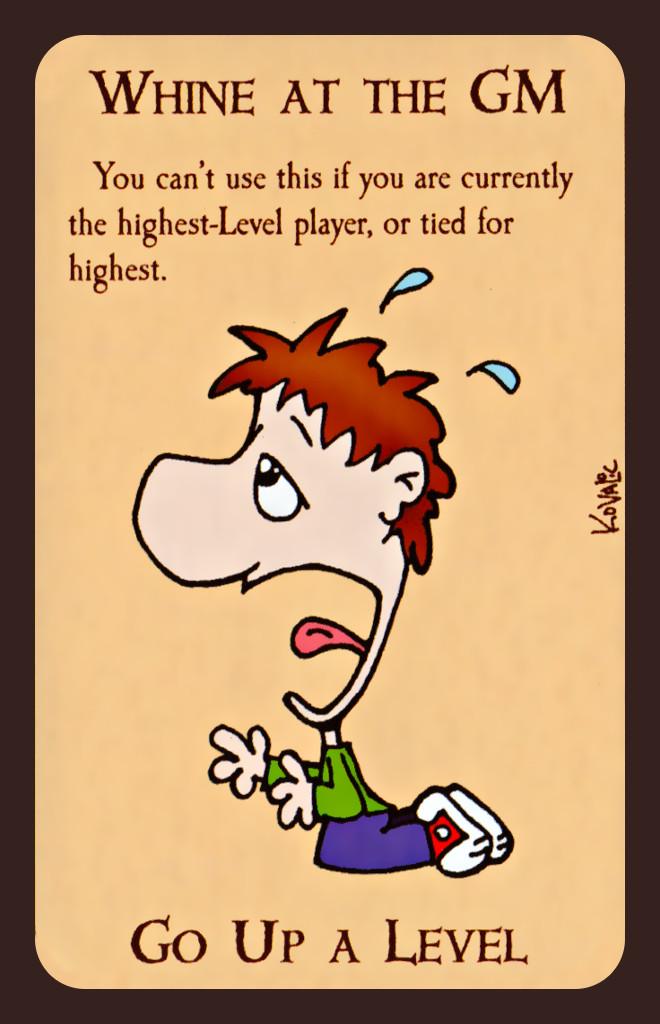 Whine at the GM
You can't use this if you are currently
the highest-Level player, or tied for
highest.
Kovalic
Go Up a Level